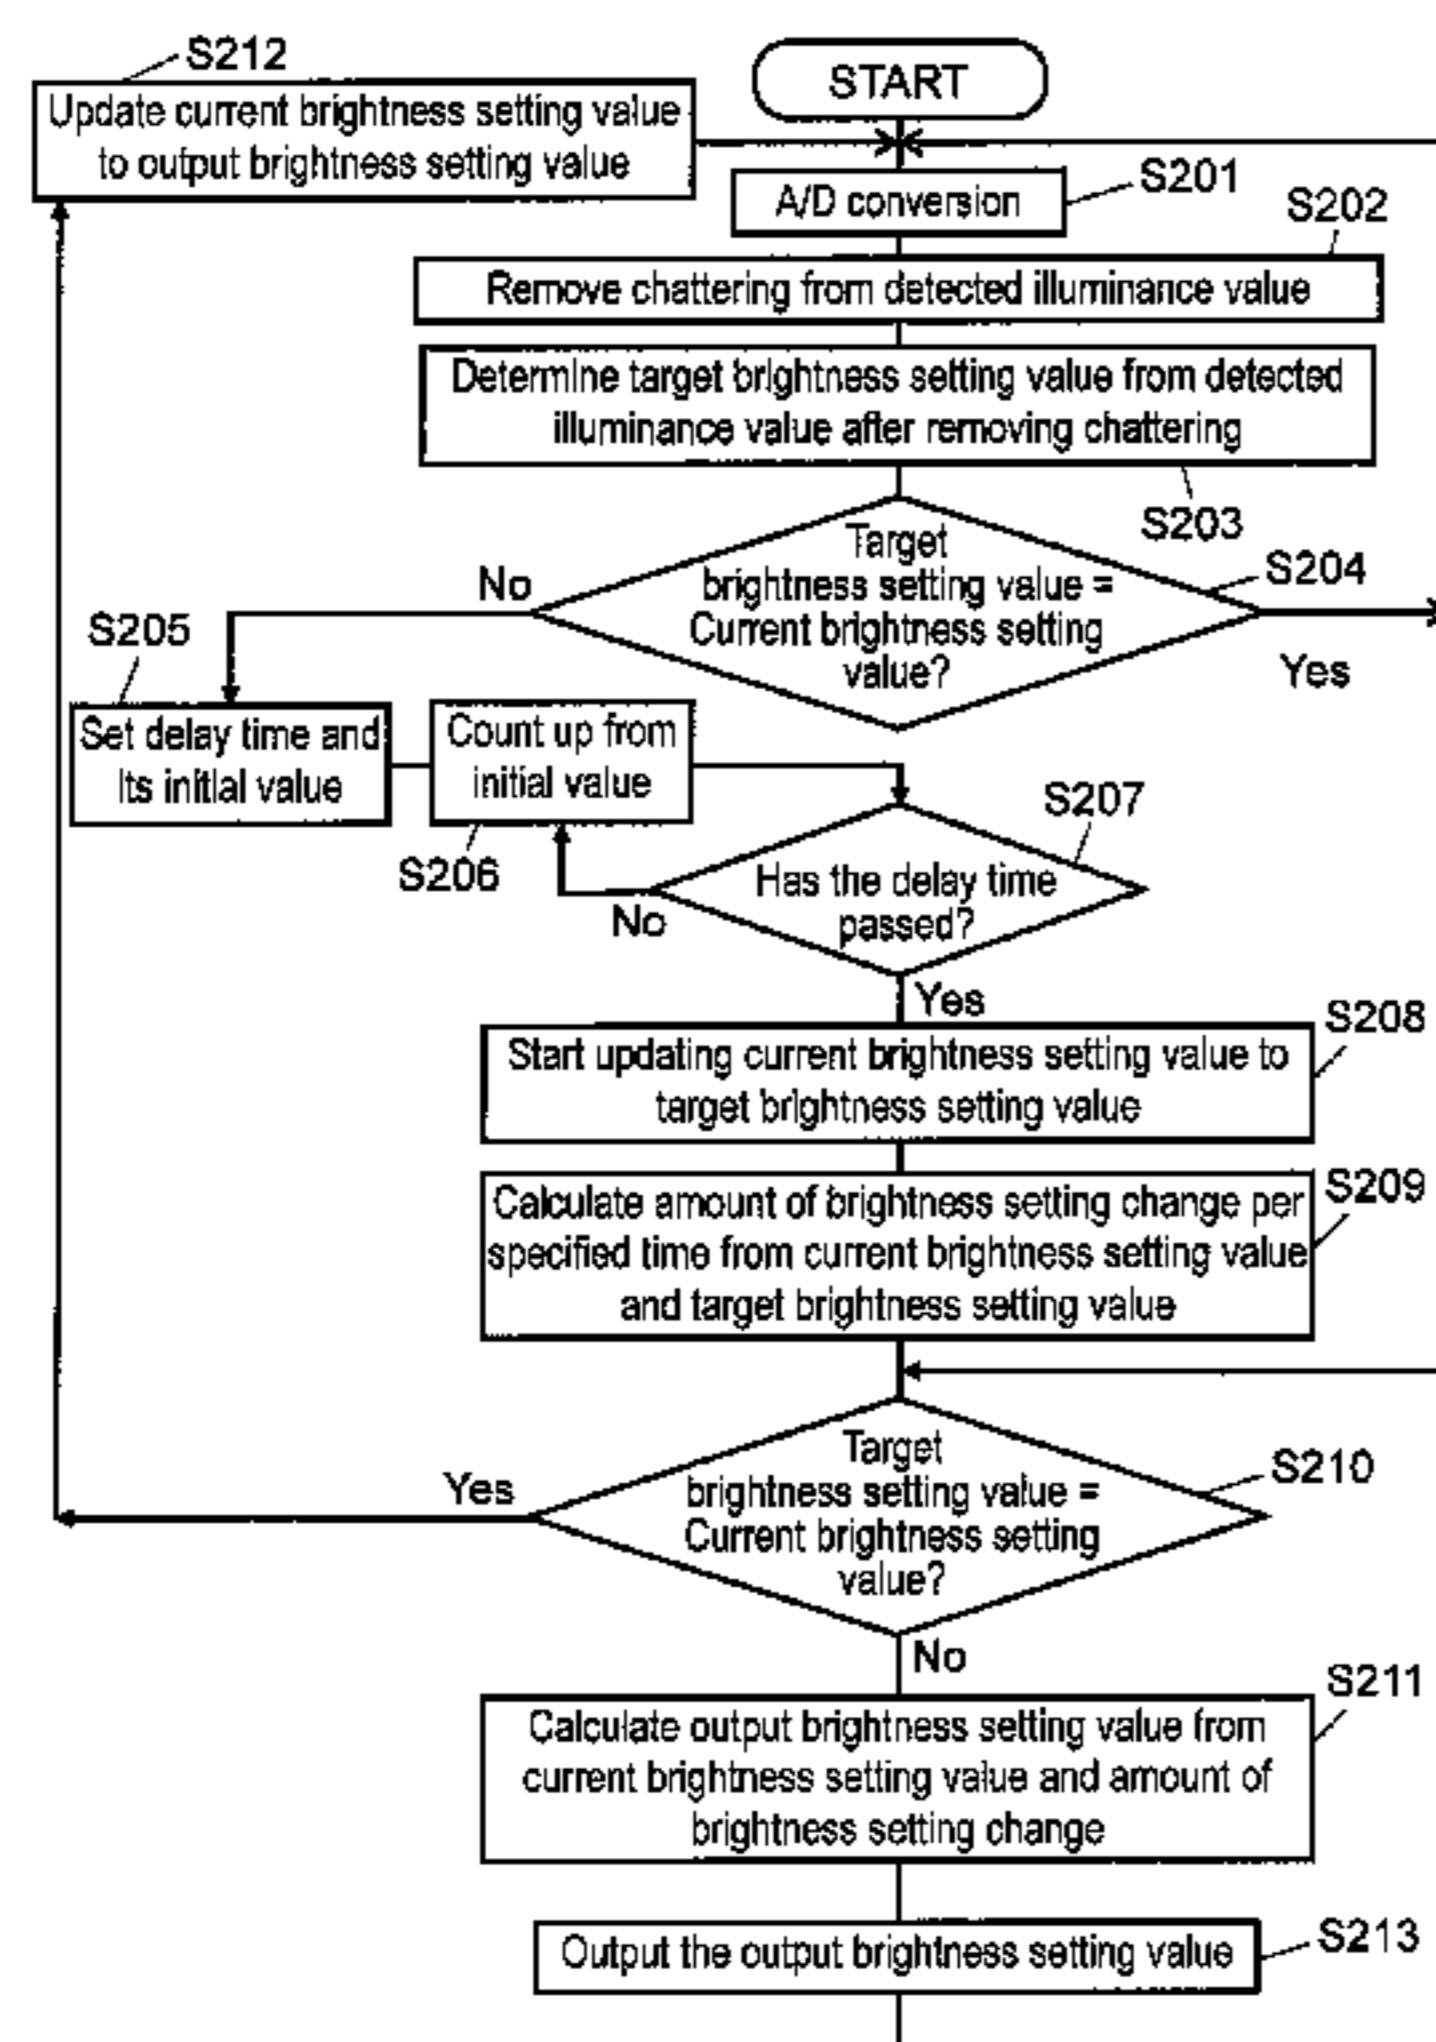 S212
Update current brightness setting value
to output brightness setting value
START
A/D conversion
S201
S202
Remove chattering from detected illuminance value
Determine target brightness setting value from detected
illuminance value after removing chattering
S203
Target
brightness setting value =
Current brightness setting
value?
S204
No
Yes
S205
Set delay time and
its initial value
Count up from
initial value
S206
S207
Has the delay time
passed?
No
Yes
S208
Start updating current brightness setting value to
target brightness setting value
S209
Calculate amount of brightness setting change per
specified time from current brightness setting value
and target brightness setting value
Target
brightness setting value =
Current brightness setting
value?
S210
Yes
No
S211
Calculate output brightness setting value from
current brightness setting value and amount of
brightness setting change
Output the output brightness setting value
S213